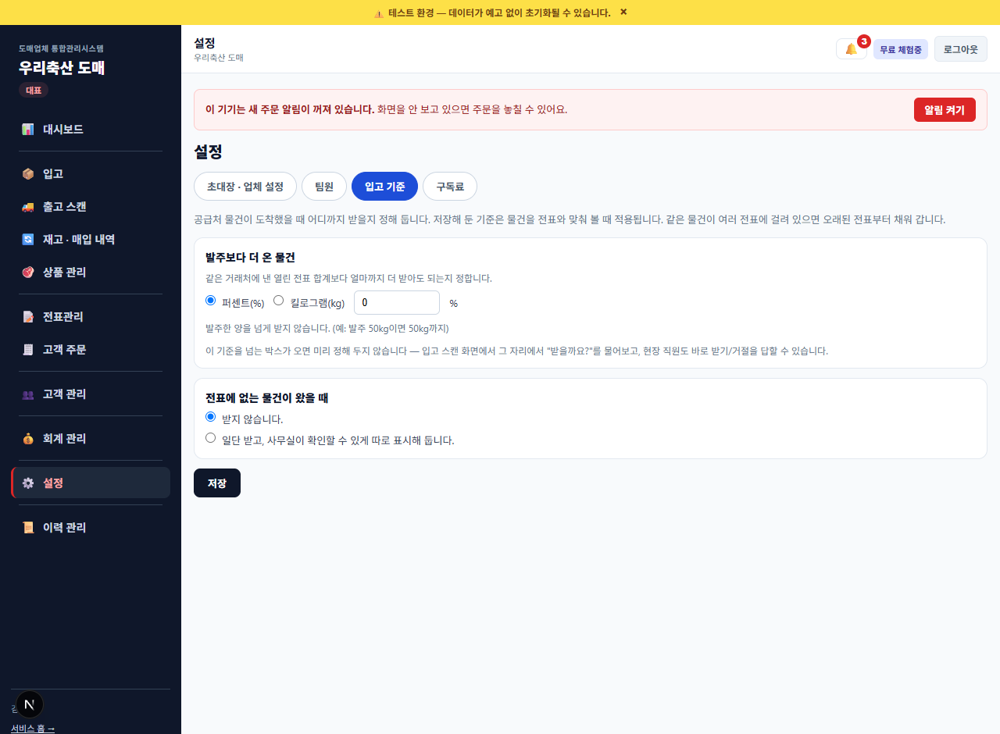 테스트 환경 — 데이터가 예고 없이 초기화될 수 있습니다. ×
도매업체 통합관리시스템
우리축산 도매
대표
대시보드
입고
출고 스캔
재고 · 매입 내역
상품 관리
전표관리
고객 주문
고객 관리
회계 관리
설정
이력 관리
서비스 홈 →
설정
우리축산 도매
3
무료 체험중
로그아웃
이 기기는 새 주문 알림이 꺼져 있습니다. 화면을 안 보고 있으면 주문을 놓칠 수 있어요.
알림 켜기
설정
초대장 · 업체 설정
팀원
입고 기준
구독료
공급처 물건이 도착했을 때 어디까지 받을지 정해 둡니다. 저장해 둔 기준은 물건을 전표와 맞춰 볼 때 적용됩니다. 같은 물건이 여러 전표에 걸려 있으면 오래된 전표부터 채워 갑니다.
발주보다 더 온 물건
같은 거래처에 낸 열린 전표 합계보다 얼마까지 더 받아도 되는지 정합니다.
퍼센트(%) 킬로그램(kg) 0 %
발주한 양을 넘게 받지 않습니다. (예: 발주 50kg이면 50kg까지)
이 기준을 넘는 박스가 오면 미리 정해 두지 않습니다 — 입고 스캔 화면에서 그 자리에서 "받을까요?"를 물어보고, 현장 직원도 바로 받기/거절을 답할 수 있습니다.
전표에 없는 물건이 왔을 때
받지 않습니다.
일단 받고, 사무실이 확인할 수 있게 따로 표시해 둡니다.
저장